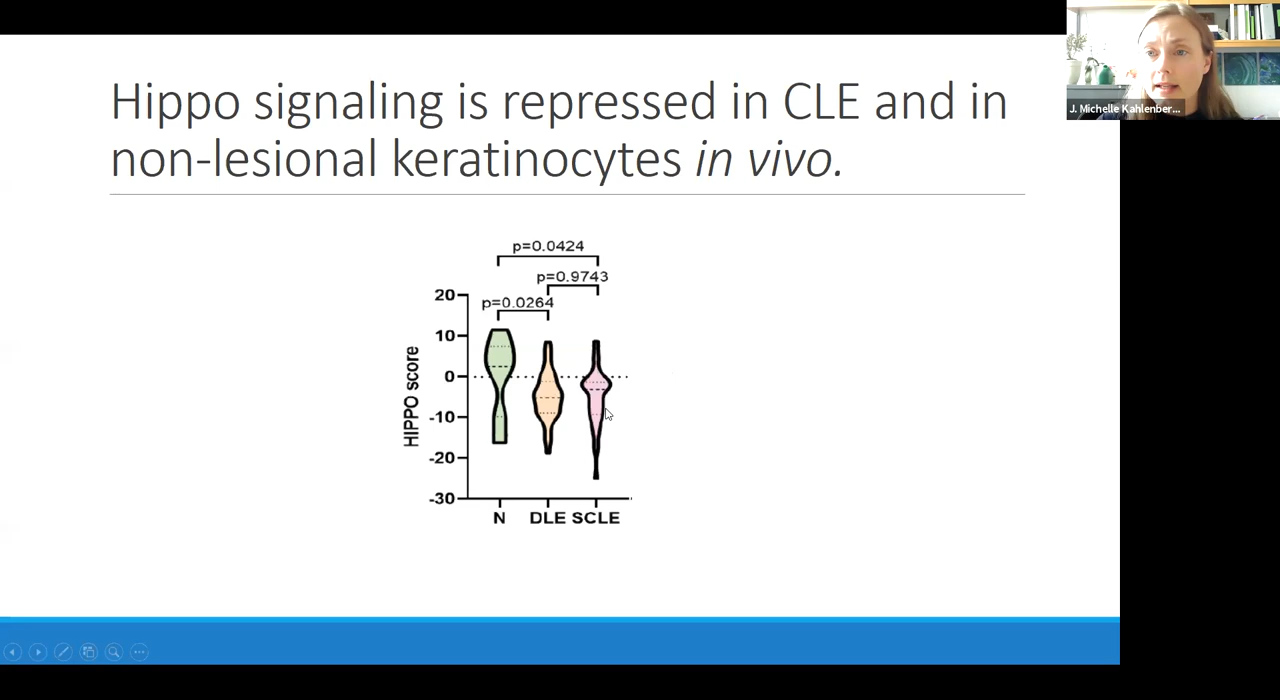 J. Michelle Kahlenber...
Hippo signaling is repressed in CLE and in
non-lesional keratinocytes in vivo.
p=0.0424
p=0.9743
p=0.0264
HIPPO score
20
10
0
-10
-20
-30
N DLE SCLE